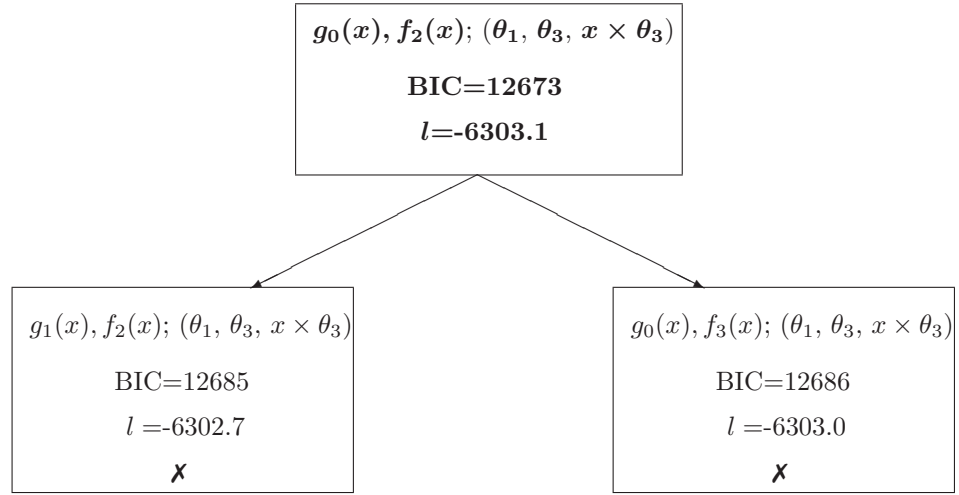 g₀(x), f₂(x); (θ₁, θ₃, x × θ₃)
BIC=12673
l=-6303.1
g₁(x), f₂(x); (θ₁, θ₃, x × θ₃)
BIC=12685
l =-6302.7
✗
g₀(x), f₃(x); (θ₁, θ₃, x × θ₃)
BIC=12686
l =-6303.0
✗